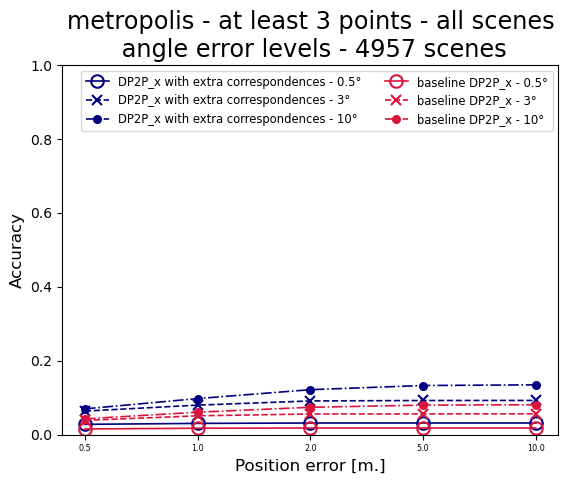 metropolis - at least 3 points - all scenes
angle error levels - 4957 scenes
DP2P_x with extra correspondences - 0.5°
DP2P_x with extra correspondences - 3°
DP2P_x with extra correspondences - 10°
baseline DP2P_x - 0.5°
baseline DP2P_x - 3°
baseline DP2P_x - 10°
Accuracy
1.0
0.8
0.6
0.4
0.2
0.0
0.5 1.0 2.0 5.0 10.0
Position error [m.]